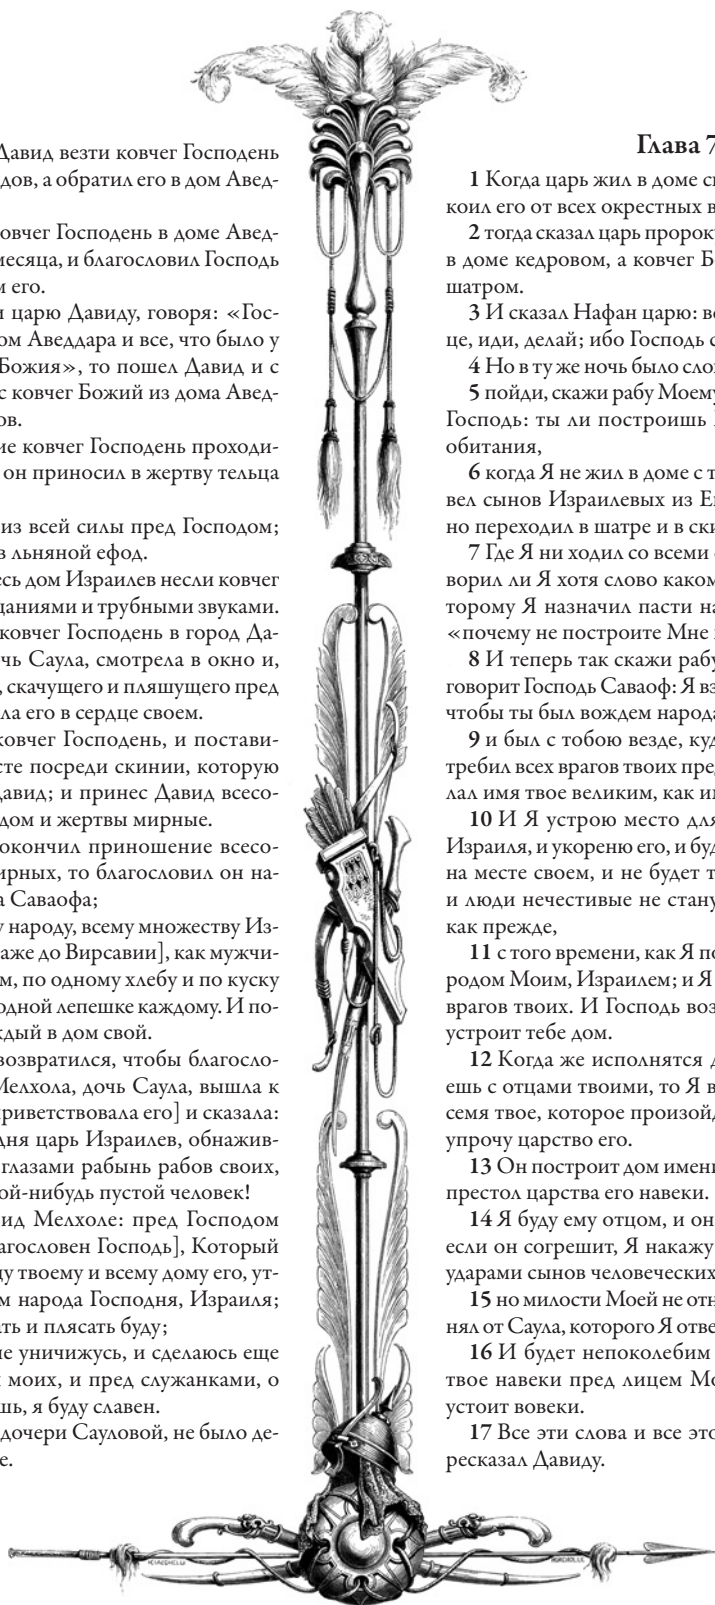 Давид везти ковчег Господень
дов, а обратил его в дом Авед-
овчег Господень в доме Авед-
месяца, и благословил Господь
м его.
и царю Давиду, говоря: «Гос-
ом Аведдара и все, что было у
Божия», то пошел Давид и с
с ковчег Божий из дома Авед-
ов.
ие ковчег Господень проходи-
он приносил в жертву тельца
из всей силы пред Господом;
в льняной ефод.
есь дом Израилев несли ковчег
цаниями и трубными звуками.
ковчег Господень в город Да-
чь Саула, смотрела в окно и,
, скачущего и пляшущего пред
ла его в сердце своем.
ковчег Господень, и постави-
сте посреди скинии, которую
Давид; и принес Давид всесо-
дом и жертвы мирные.
окончил приношение всесо-
ирных, то благословил он на-
а Саваофа;
у народу, всему множеству Из-
аже до Вирсавии], как мужчи-
м, по одному хлебу и по куску
одной лепешке каждому. И по-
ждый в дом свой.
возвратился, чтобы благосло-
Мелхола, дочь Саула, вышла к
приветствовала его] и сказала:
дня царь Израилев, обнажив-
глазами рабынь рабов своих,
ой-нибудь пустой человек!
ид Мелхоле: пред Господом
лагословен Господь], Который
цу твоему и всему дому его, ут-
м народа Господня, Израиля;
ать и плясать буду;
не уничижусь, и сделаюсь еще
моих, и пред служанками, о
шь, я буду славен.
дочери Сауловой, не было де-
е.
Глава 7
1 Когда царь жил в доме с
коил его от всех окрестных в
2 тогда сказал царь пророк
в доме кедровом, а ковчег Б
шатром.
3 И сказал Нафан царю: в
це, иди, делай; ибо Господь с
4 Но в ту же ночь было сло
5 пойди, скажи рабу Моему
Господь: ты ли построишь
обитания,
6 когда Я не жил в доме с т
вел сынов Израилевых из Е
но переходил в шатре и в ски
7 Где Я ни ходил со всеми
ворил ли Я хотя слово каком
торому Я назначил пасти на
«почему не построите Мне
8 И теперь так скажи рабу
говорит Господь Саваоф: Я вз
чтобы ты был вождем народа
9 и был с тобою везде, куд
требил всех врагов твоих пред
лал имя твое великим, как им
10 И Я устрою место для
Израиля, и укореню его, и буд
на месте своем, и не будет т
и люди нечестивые не стану
как прежде,
11 с того времени, как Я по
родом Моим, Израилем; и Я
врагов твоих. И Господь воз
устроит тебе дом.
12 Когда же исполнятся д
ешь с отцами твоими, то Я в
семя твое, которое произойд
упрочу царство его.
13 Он построит дом имени
престол царства его навеки.
14 Я буду ему отцом, и он
если он согрешит, Я накажу
ударами сынов человеческих
15 но милости Моей не отн
нял от Саула, которого Я отве
16 И будет непоколебим
твое навеки пред лицем Мо
устоит вовеки.
17 Все эти слова и все это
ресказал Давиду.